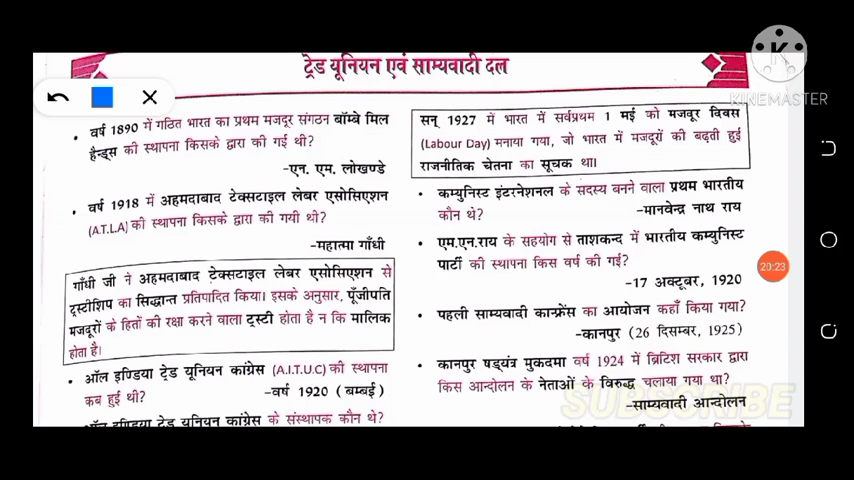 ट्रेड यूनियन एवं साम्यवादी दल
KINEMASTER
वर्ष 1890 में गठित भारत का प्रथम मजदूर संगठन बॉम्बे मिल
हैन्ड्स की स्थापना किसके द्वारा की गई थी?
-एन. एम. लोखण्डे
वर्ष 1918 में अहमदाबाद टेक्सटाइल लेबर एसोसिएशन
(A.T.L.A) की स्थापना किसके द्वारा की गयी थी?
-महात्मा गाँधी
गाँधी जी ने अहमदाबाद टेक्सटाइल लेबर एसोसिएशन से
ट्रस्टीशिप का सिद्धान्त प्रतिपादित किया। इसके अनुसार, पूँजीपति
मजदूरों के हितों की रक्षा करने वाला ट्रस्टी होता है न कि मालिक
होता है।
ऑल इण्डिया ट्रेड यूनियन कांग्रेस (A.I.T.U.C) की स्थापना
कब हुई थी?
-वर्ष 1920 (बम्बई)
ऑल इण्डिया ट्रेड यूनियन कांग्रेस के संस्थापक कौन थे?
सन् 1927 में भारत में सर्वप्रथम 1 मई को मजदूर दिवस
(Labour Day) मनाया गया, जो भारत में मजदूरों की बढ़ती हुई
राजनीतिक चेतना का सूचक था।
कम्युनिस्ट इंटरनेशनल के सदस्य बनने वाला प्रथम भारतीय
कौन थे?
-मानवेन्द्र नाथ राय
एम.एन.राय के सहयोग से ताशकन्द में भारतीय कम्युनिस्ट
पार्टी की स्थापना किस वर्ष की गई?
-17 अक्टूबर, 1920
पहली साम्यवादी कान्फ्रेंस का आयोजन कहाँ किया गया?
-कानपुर (26 दिसम्बर, 1925)
कानपुर षड्यंत्र मुकदमा वर्ष 1924 में ब्रिटिश सरकार द्वारा
किस आन्दोलन के नेताओं के विरुद्ध चलाया गया था?
-साम्यवादी आन्दोलन
SUBSCRIBE
20:23